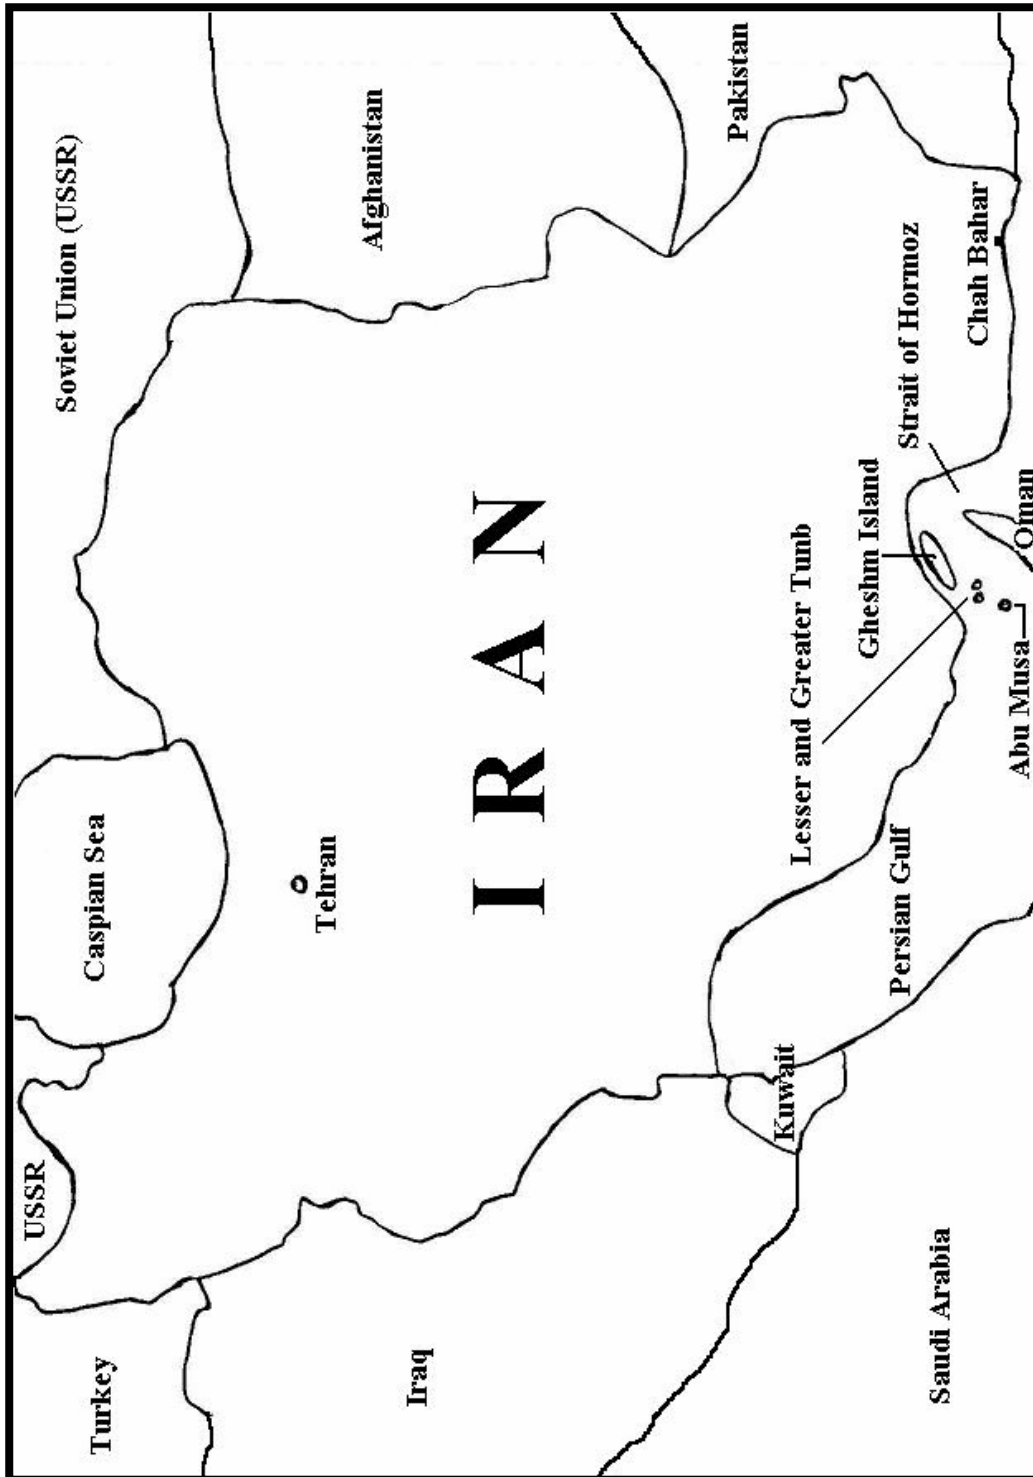 Soviet Union (USSR)
USSR
Caspian Sea
Turkey
Tehran
Afghanistan
Iraq
I R A N
Pakistan
Kuwait
Lesser and Greater Tunb
Gheshm Island
Strait of Hormoz
Persian Gulf
Saudi Arabia
Chah Bahar
Abu Musa
Oman